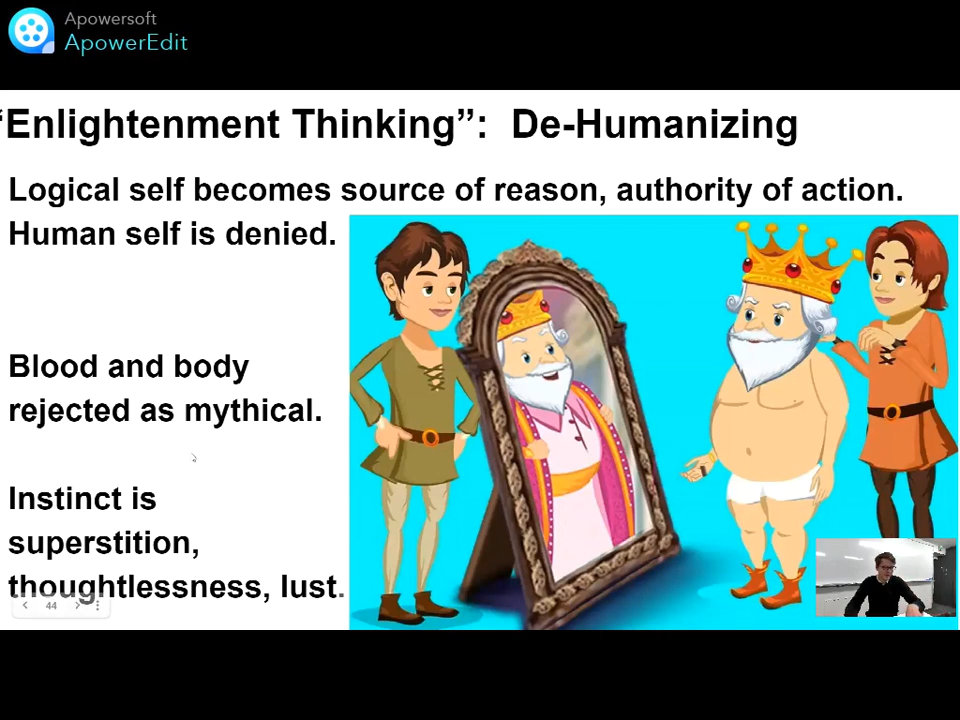 Apowersoft
ApowerEdit
"Enlightenment Thinking”: De-Humanizing
Logical self becomes source of reason, authority of action.
Human self is denied.
Blood and body
rejected as mythical.
Instinct is
superstition,
thoughtlessness, lust.
44